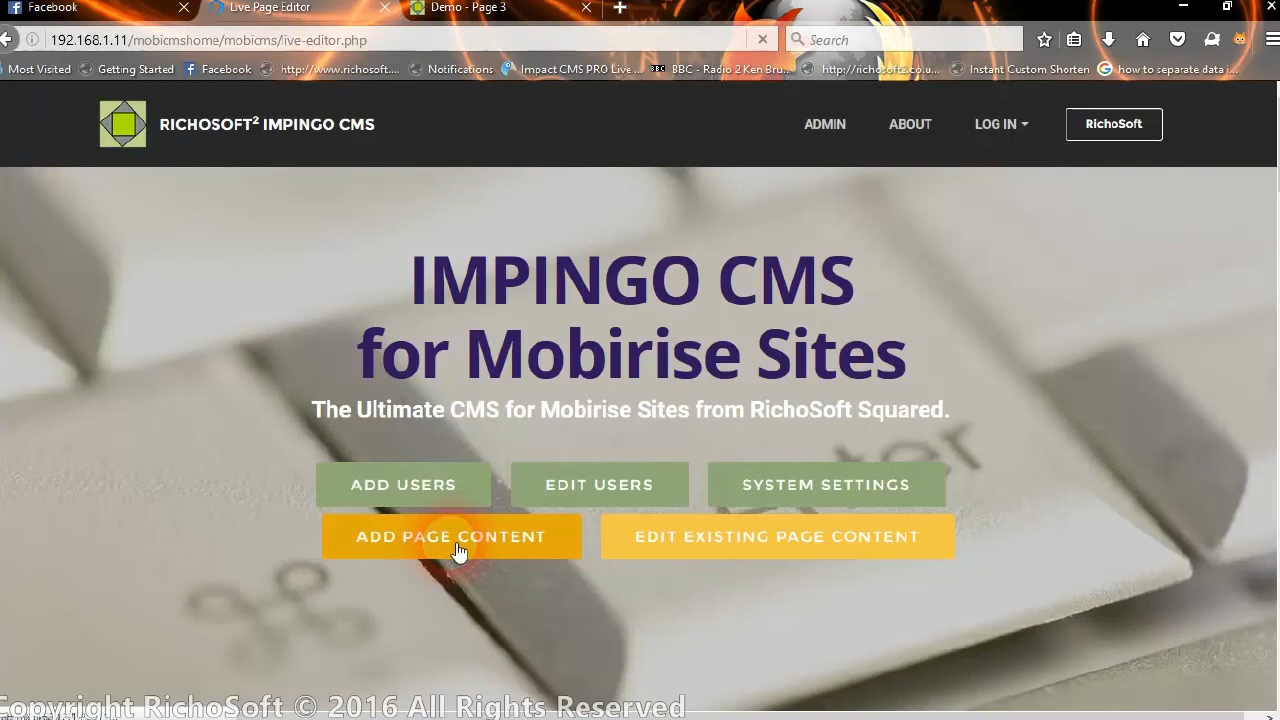 Facebook
Live Page Editor
Demo - Page 3
192.168.1.11/mobicmshome/mobicms/live-editor.php
Search
Most Visited
Getting Started
Facebook
http://www.richosoft....
Notifications
Impact CMS PRO Live ...
BBC - Radio 2 Ken Bru...
http://richosoft2.co.u...
Instant Custom Shorten
how to separate data i...
RICHOSOFT² IMPINGO CMS
ADMIN
ABOUT
LOG IN
RichoSoft
IMPINGO CMS
for Mobirise Sites
The Ultimate CMS for Mobirise Sites from RichoSoft Squared.
ADD USERS
EDIT USERS
SYSTEM SETTINGS
ADD PAGE CONTENT
EDIT EXISTING PAGE CONTENT
Copyright RichoSoft © 2016 All Rights Reserved